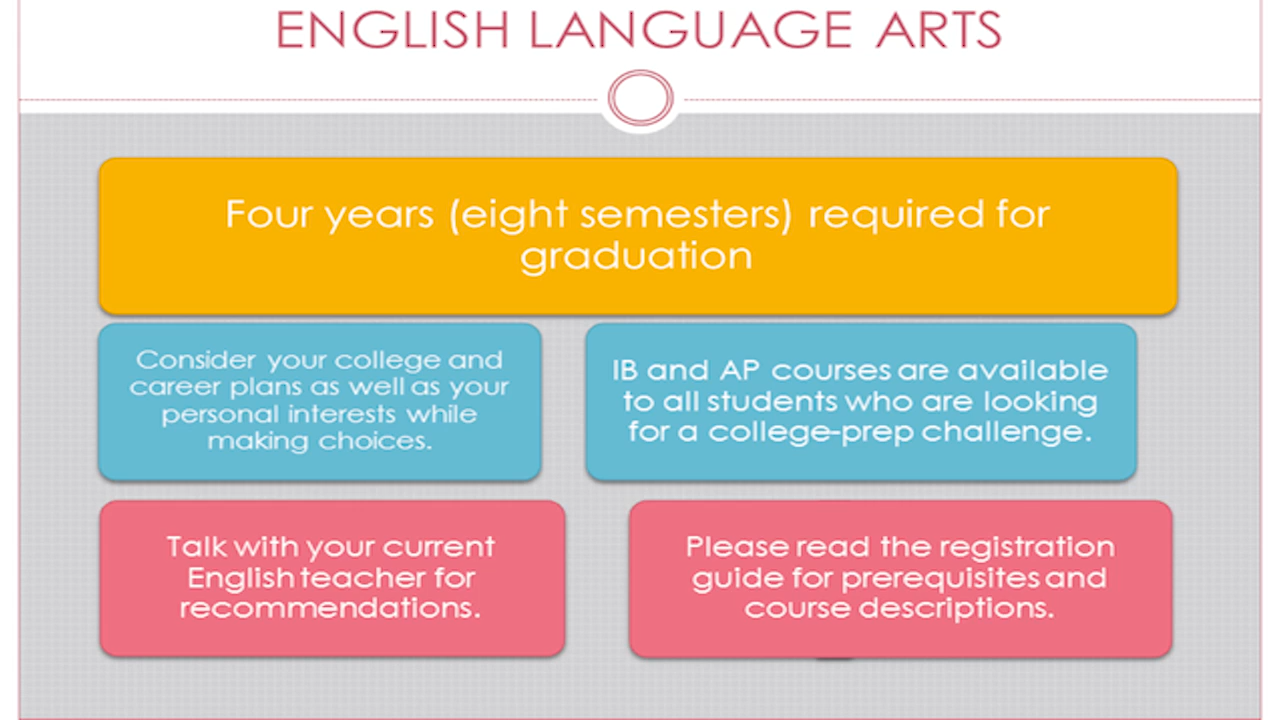 ENGLISH LANGUAGE ARTS
Four years (eight semesters) required for
graduation
Consider your college and
career plans as well as your
personal interests while
making choices.
IB and AP courses are available
to all students who are looking
for a college-prep challenge.
Talk with your current
English teacher for
recommendations.
Please read the registration
guide for prerequisites and
course descriptions.